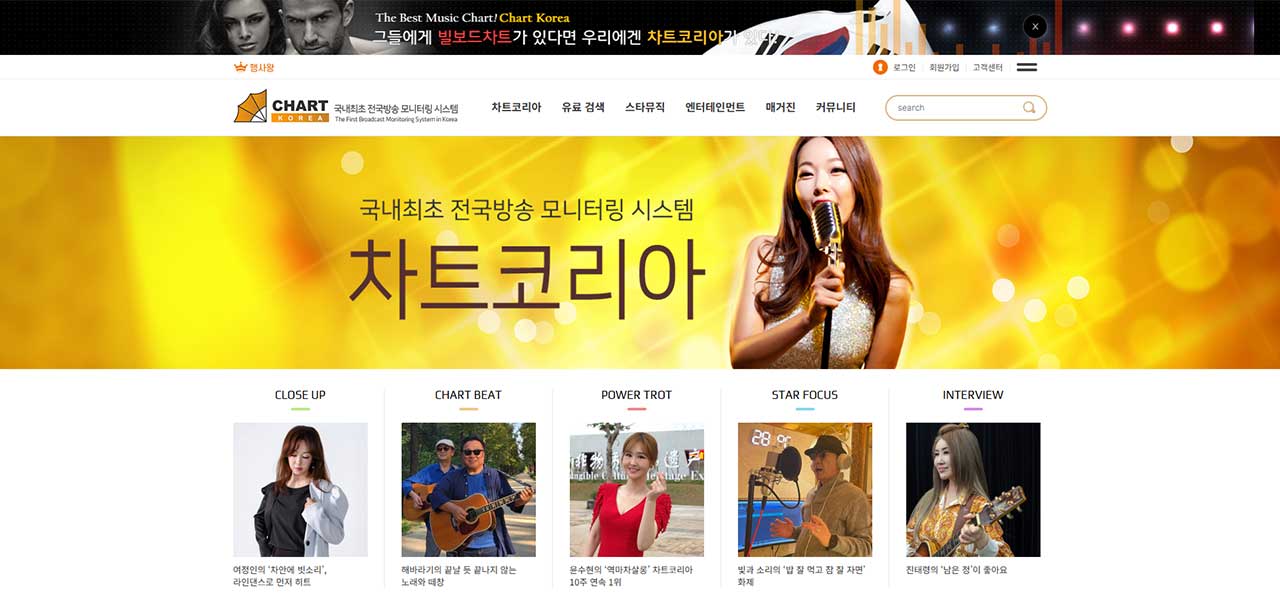 The Best Music Chart! Chart Korea
그들에게 빌보드차트가 있다면 우리에겐 차트코리아가 있다!
행사왕
로그인 회원가입 고객센터
CHART KOREA 국내최초 전국방송 모니터링 시스템
The First Broadcast Monitoring System in Korea
차트코리아 유료 검색 스타뮤직 엔터테인먼트 매거진 커뮤니티 search
국내최초 전국방송 모니터링 시스템
차트코리아
CLOSE UP
여정인의 ‘차안에 빗소리’,
라인댄스로 먼저 히트
CHART BEAT
해바라기의 끝날 듯 끝나지 않는
노래와 떼창
POWER TROT
윤수현의 ‘역마차살롱’ 차트코리아
10주 연속 1위
STAR FOCUS
28 ºF
빛과 소리의 ‘밥 잘 먹고 잠 잘 자면’
화제
INTERVIEW
진태령의 ‘남은 정’이 좋아요